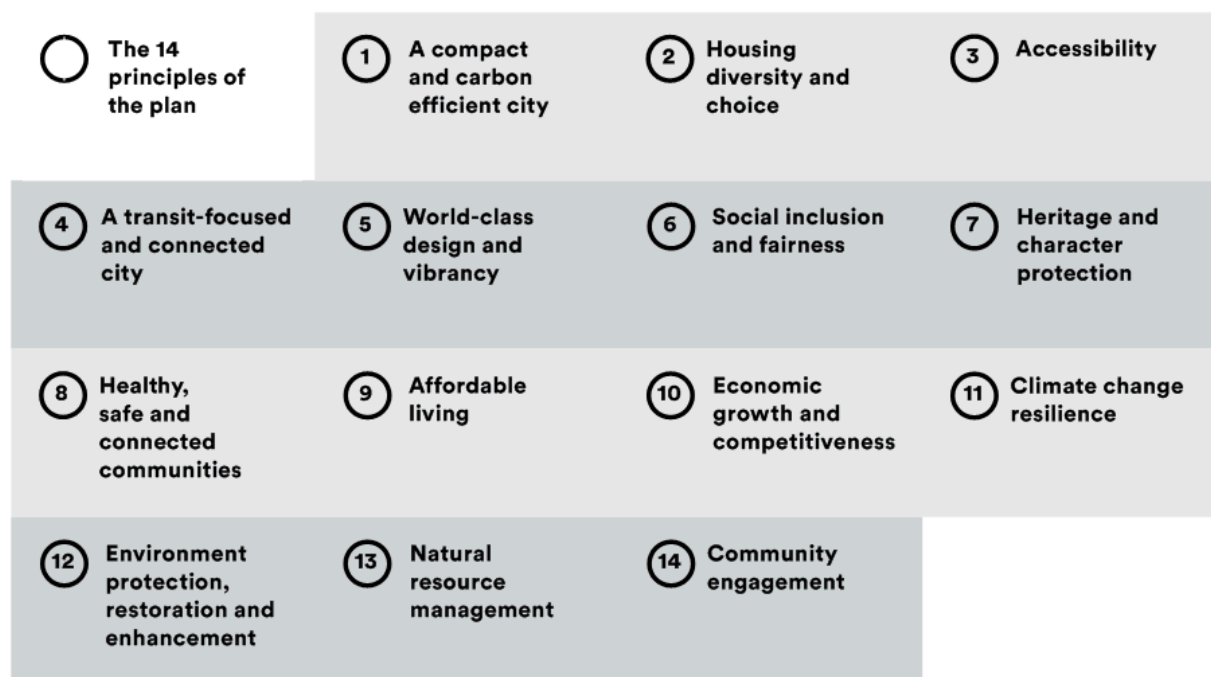 The 14
principles of
the plan
1
A compact
and carbon
efficient city
2
Housing
diversity and
choice
3
Accessibility
4
A transit-focused
and connected
city
5
World-class
design and
vibrancy
6
Social inclusion
and fairness
7
Heritage and
character
protection
8
Healthy,
safe and
connected
communities
9
Affordable
living
10
Economic
growth and
competitiveness
11
Climate change
resilience
12
Environment
protection,
restoration and
enhancement
13
Natural
resource
management
14
Community
engagement